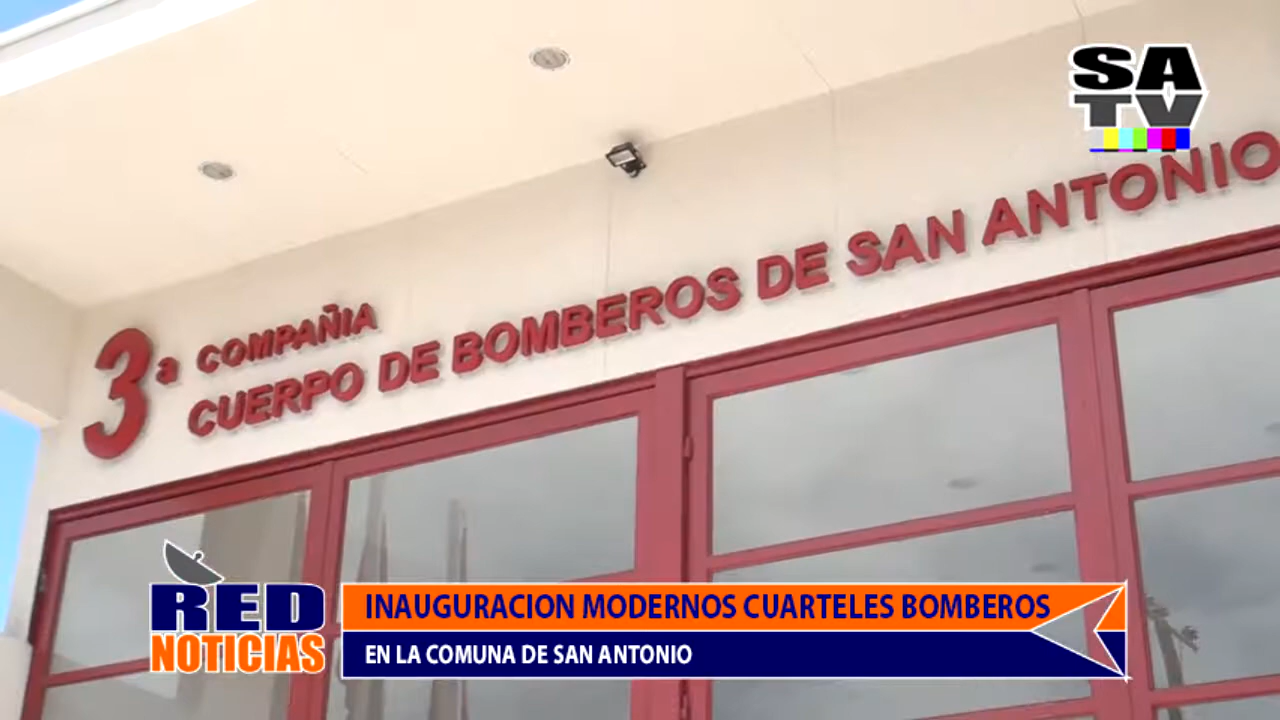 SA
TV
3ª COMPAÑIA
CUERPO DE BOMBEROS DE SAN ANTONIO
RED
NOTICIAS
INAUGURACION MODERNOS CUARTELES BOMBEROS
EN LA COMUNA DE SAN ANTONIO